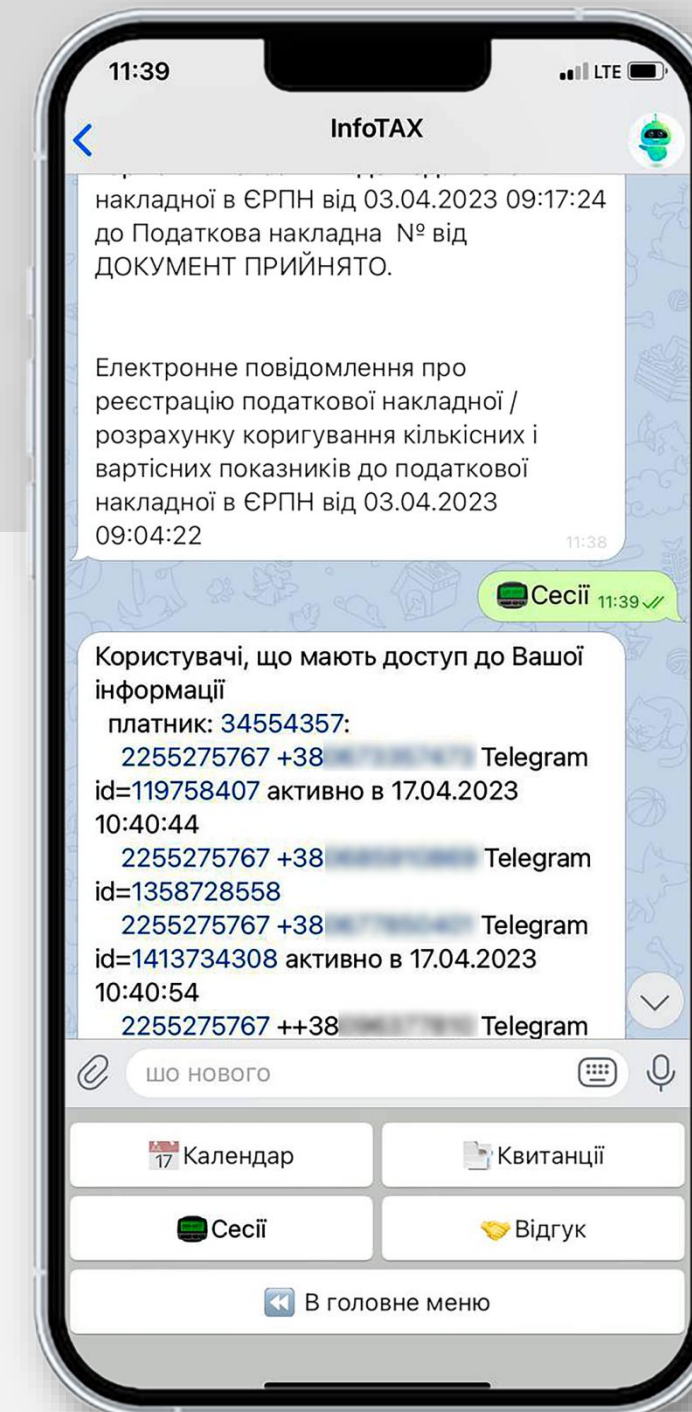 11:39
LTE
InfoTAX
накладної в ЄРПН від 03.04.2023 09:17:24
до Податкова накладна № від
ДОКУМЕНТ ПРИЙНЯТО.
Електронне повідомлення про
реєстрацію податкової накладної /
розрахунку коригування кількісних і
вартісних показників до податкової
накладної в ЄРПН від 03.04.2023
09:04:22
11:38
Сесії 11:39
Користувачі, що мають доступ до Вашої
інформації
платник: 34554357:
2255275767 +38 Telegram
id=119758407 активно в 17.04.2023
10:40:44
2255275767 +38 Telegram
id=1358728558
2255275767 +38 Telegram
id=1413734308 активно в 17.04.2023
10:40:54
2255275767 ++38 Telegram
шо нового
17 Календар
Квитанції
Сесії
Відгук
В головне меню